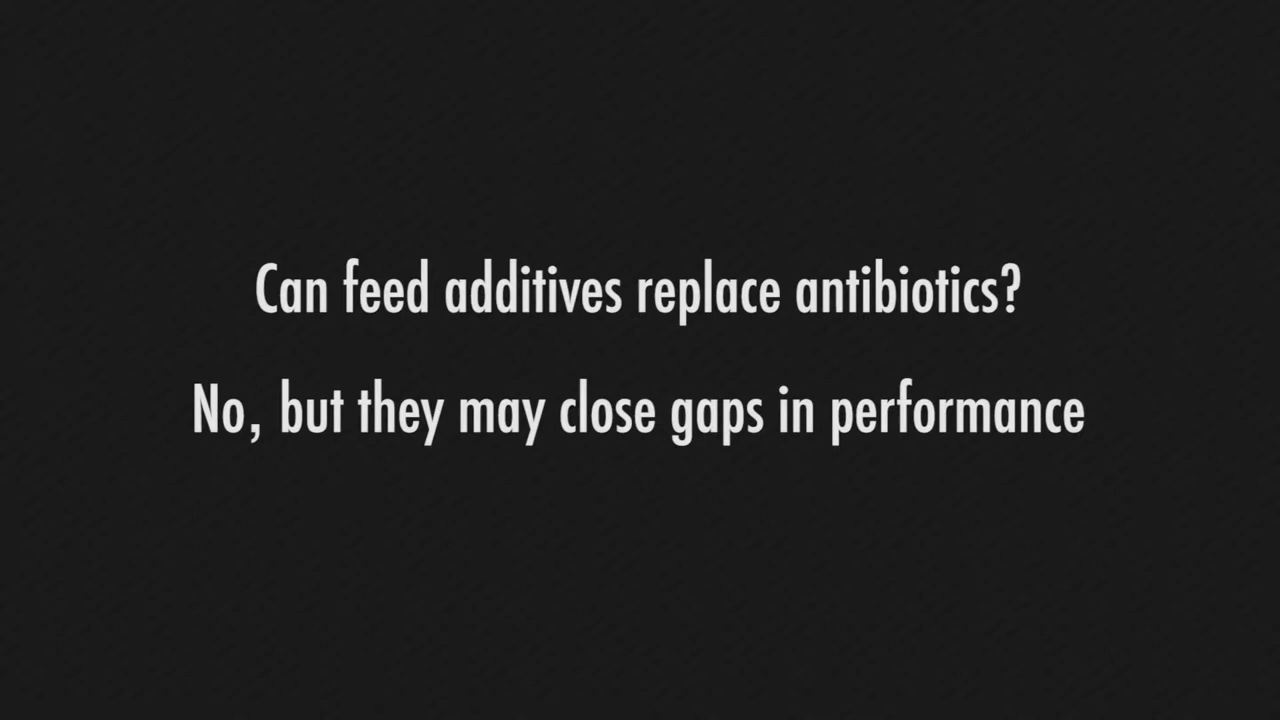 Can feed additives replace antibiotics?
No, but they may close gaps in performance